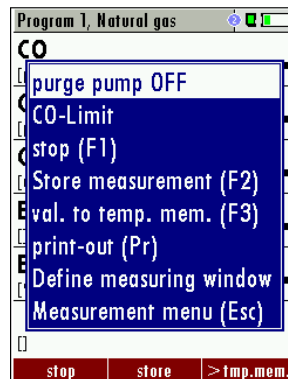 Program 1, Natural gas
CO
purge pump OFF
CO-Limit
stop (F1)
Store measurement (F2)
val. to temp. mem. (F3)
print-out (Pr)
Define measuring window
Measurement menu (Esc)
[]
stop store >tmp.mem.